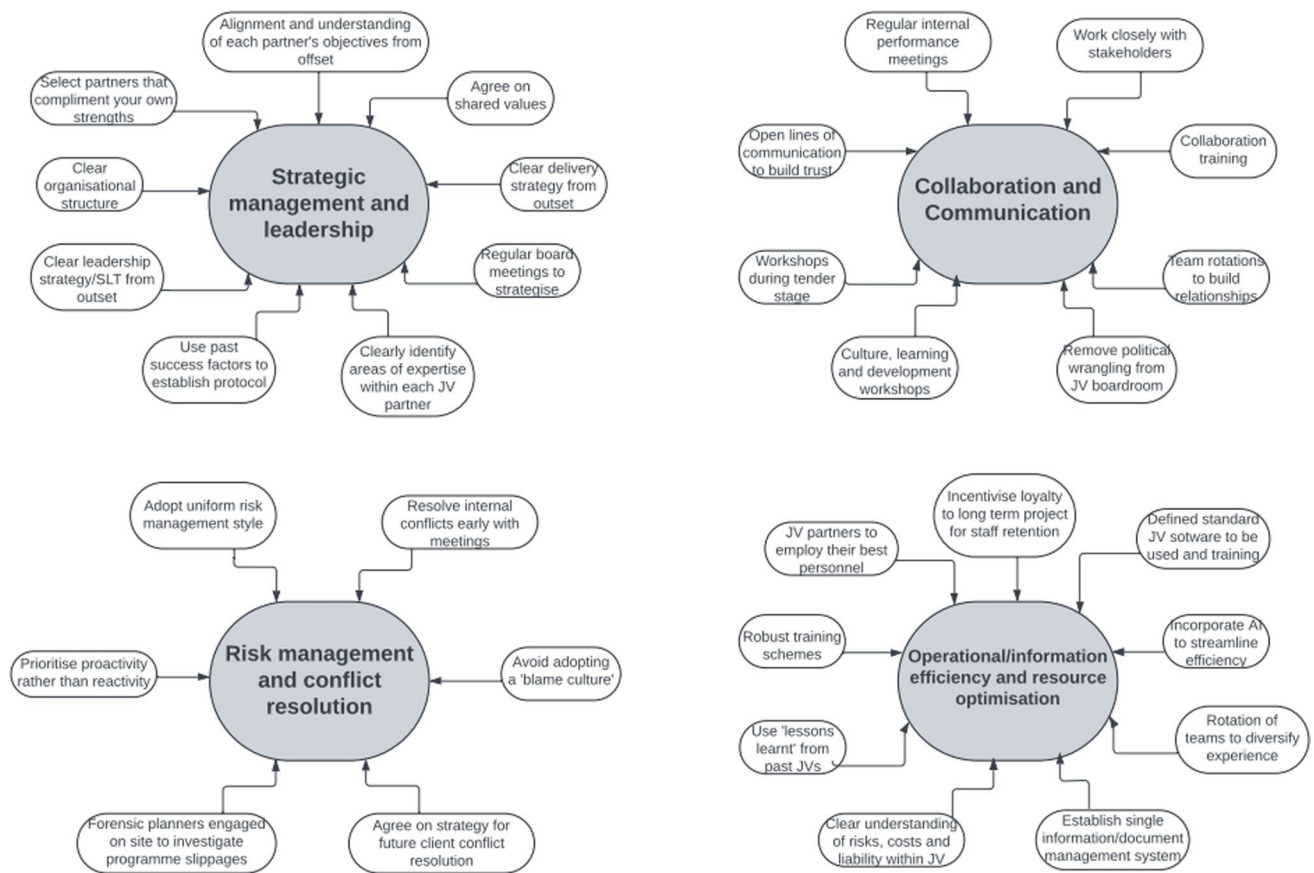 Alignment and understanding
of each partner's objectives from
offset
Select partners that
compliment your own
strengths
Agree on
shared values
Clear
organisational
structure
Strategic
management and
leadership
Clear delivery
strategy from
outset
Clear leadership
strategy/SLT from
outset
Regular board
meetings to
strategise
Use past
success factors to
establish protocol
Clearly identify
areas of expertise
within each JV
partner
Regular internal
performance
meetings
Work closely with
stakeholders
Open lines of
communication
to build trust
Collaboration
training
Collaboration and
Communication
Workshops
during tender
stage
Team rotations
to build
relationships
Culture, learning
and development
workshops
Remove political
wrangling from
JV boardroom
Adopt uniform risk
management style
Resolve internal
conflicts early with
meetings
Prioritise proactivity
rather than reactivity
Risk management
and conflict
resolution
Avoid adopting
a 'blame culture'
Forensic planners engaged
on site to investigate
programme slippages
Agree on strategy for
future client conflict
resolution
Incentivise loyalty
to long term project
for staff retention
JV partners to
employ their best
personnel
Defined standard
JV sotware to be
used and training
Robust training
schemes
Operational/information
efficiency and resource
optimisation
Incorporate AI
to streamline
efficiency
Use 'lessons
learnt' from
past JVs
Rotation of
teams to diversify
experience
Clear understanding
of risks, costs and
liability within JV
Establish single
information/document
management system